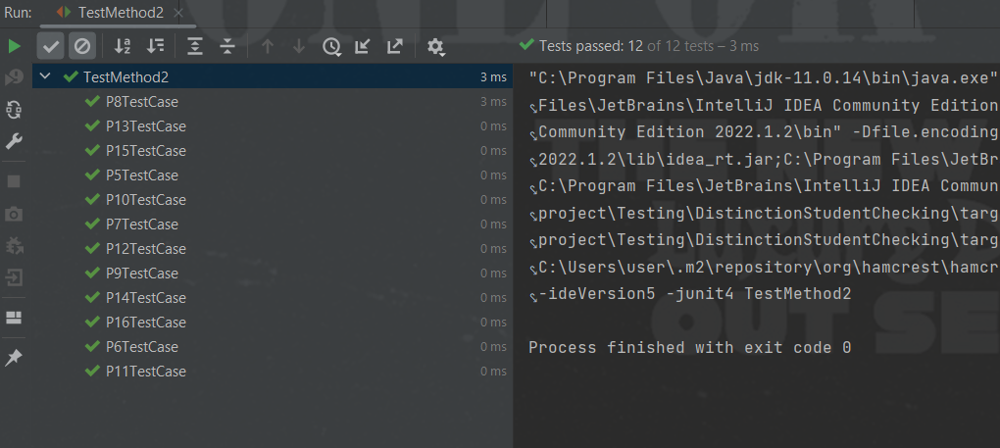 Run: TestMethod2
Tests passed: 12 of 12 tests – 3 ms
TestMethod2 3 ms
P8TestCase 3 ms
P13TestCase 0 ms
P15TestCase 0 ms
P5TestCase 0 ms
P10TestCase 0 ms
P7TestCase 0 ms
P12TestCase 0 ms
P9TestCase 0 ms
P14TestCase 0 ms
P16TestCase 0 ms
P6TestCase 0 ms
P11TestCase 0 ms
"C:\Program Files\Java\jdk-11.0.14\bin\java.exe"
Files\JetBrains\IntelliJ IDEA Community Edition
Community Edition 2022.1.2\bin" -Dfile.encoding
2022.1.2\lib\idea_rt.jar;C:\Program Files\JetBr
C:\Program Files\JetBrains\IntelliJ IDEA Commun
project\Testing\DistinctionStudentChecking\targ
project\Testing\DistinctionStudentChecking\targ
C:\Users\user\.m2\repository\org\hamcrest\hamcr
-ideVersion5 -junit4 TestMethod2
Process finished with exit code 0
THE NEW
OUT SE